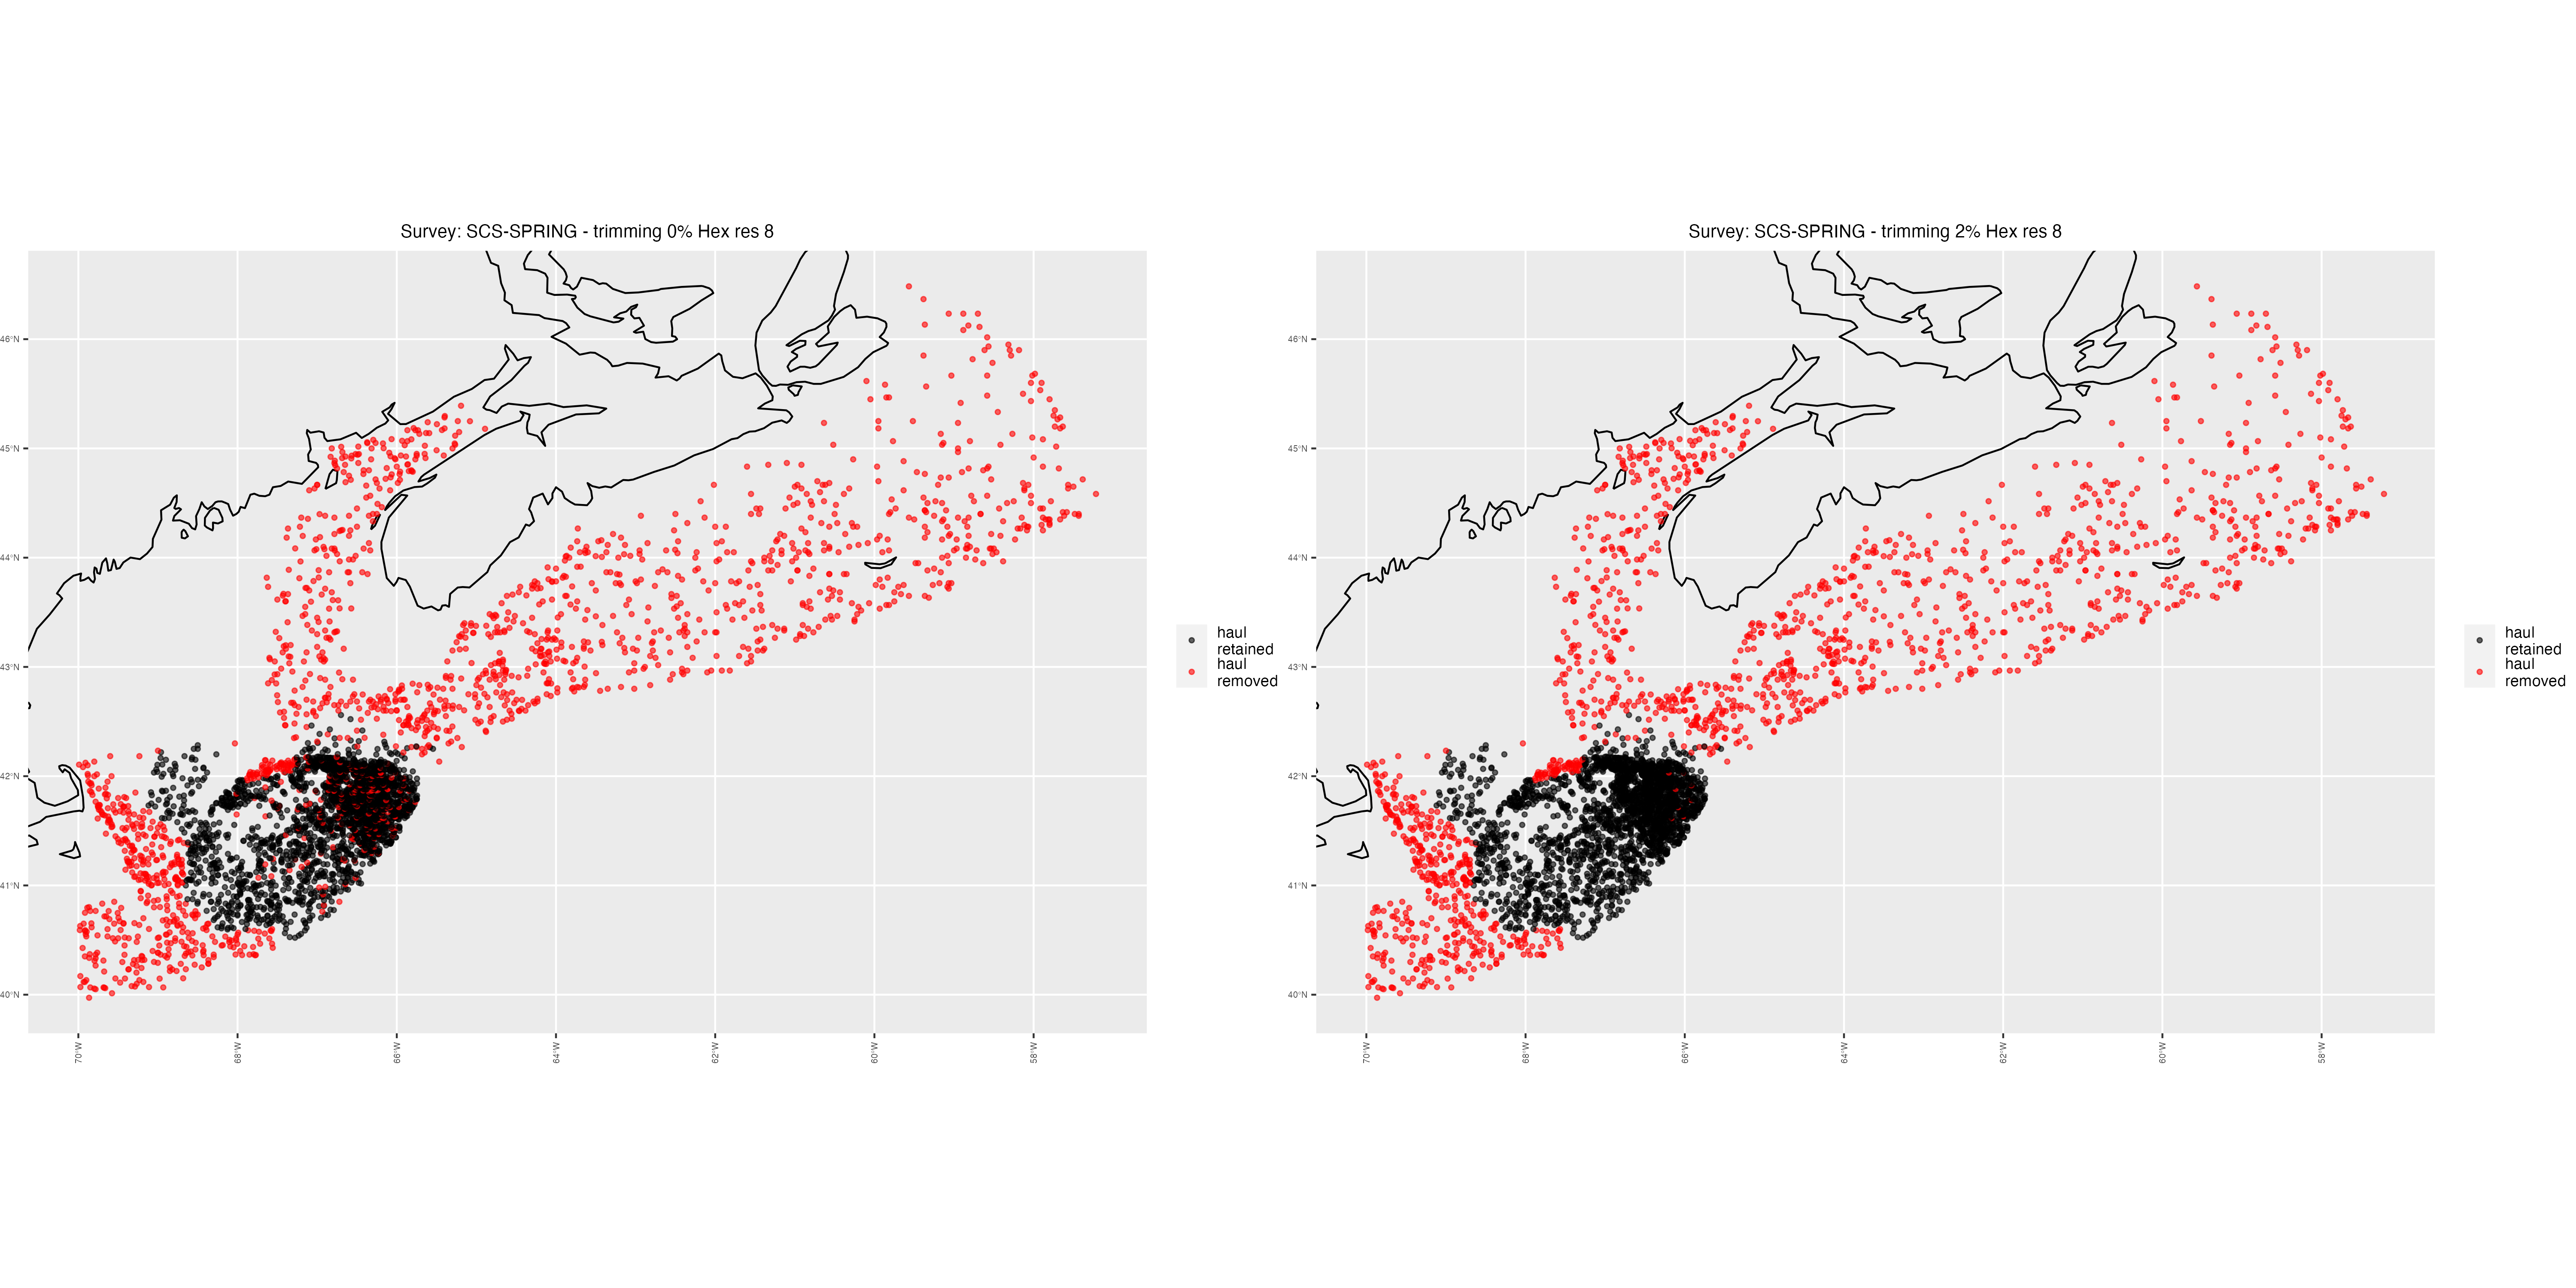 Survey: SCS-SPRING - trimming 0% Hex res 8
46°N
45°N
44°N
43°N
42°N
41°N
40°N
70°W
68°W
66°W
64°W
62°W
60°W
58°W
haul
retained
haul
removed
Survey: SCS-SPRING - trimming 2% Hex res 8
46°N
45°N
44°N
43°N
42°N
41°N
40°N
70°W
68°W
66°W
64°W
62°W
60°W
58°W
haul
retained
haul
removed